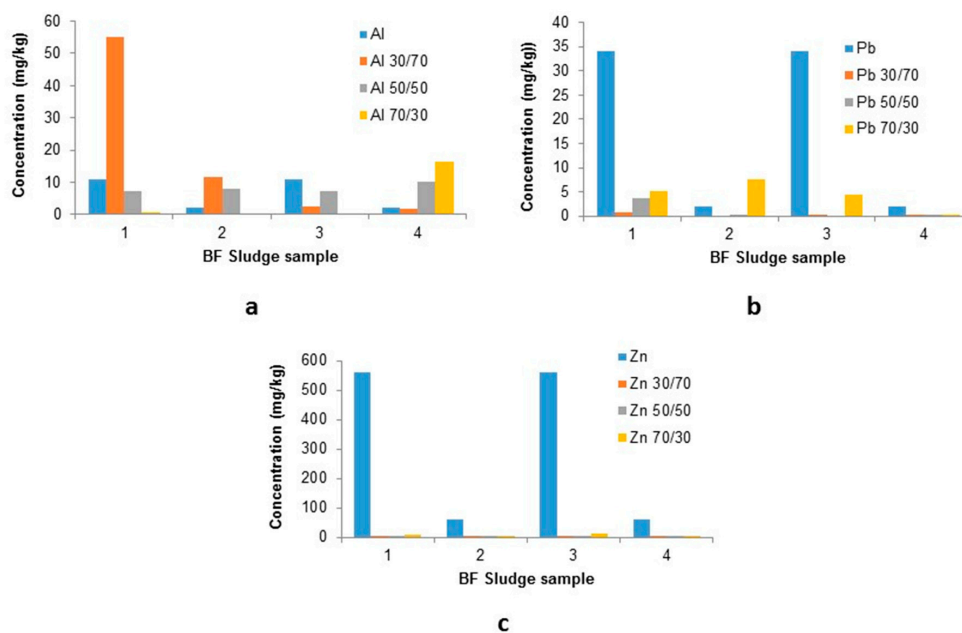 60
50
40
30
20
10
0
Concentration (mg/kg)
Al
Al 30/70
Al 50/50
Al 70/30
1 2 3 4
BF Sludge sample
a
40
35
30
25
20
15
10
5
0
Concentration (mg/kg))
Pb
Pb 30/70
Pb 50/50
Pb 70/30
1 2 3 4
BF Sludge sample
b
600
500
400
300
200
100
0
Concentration (mg/kg)
Zn
Zn 30/70
Zn 50/50
Zn 70/30
1 2 3 4
BF Sludge sample
c